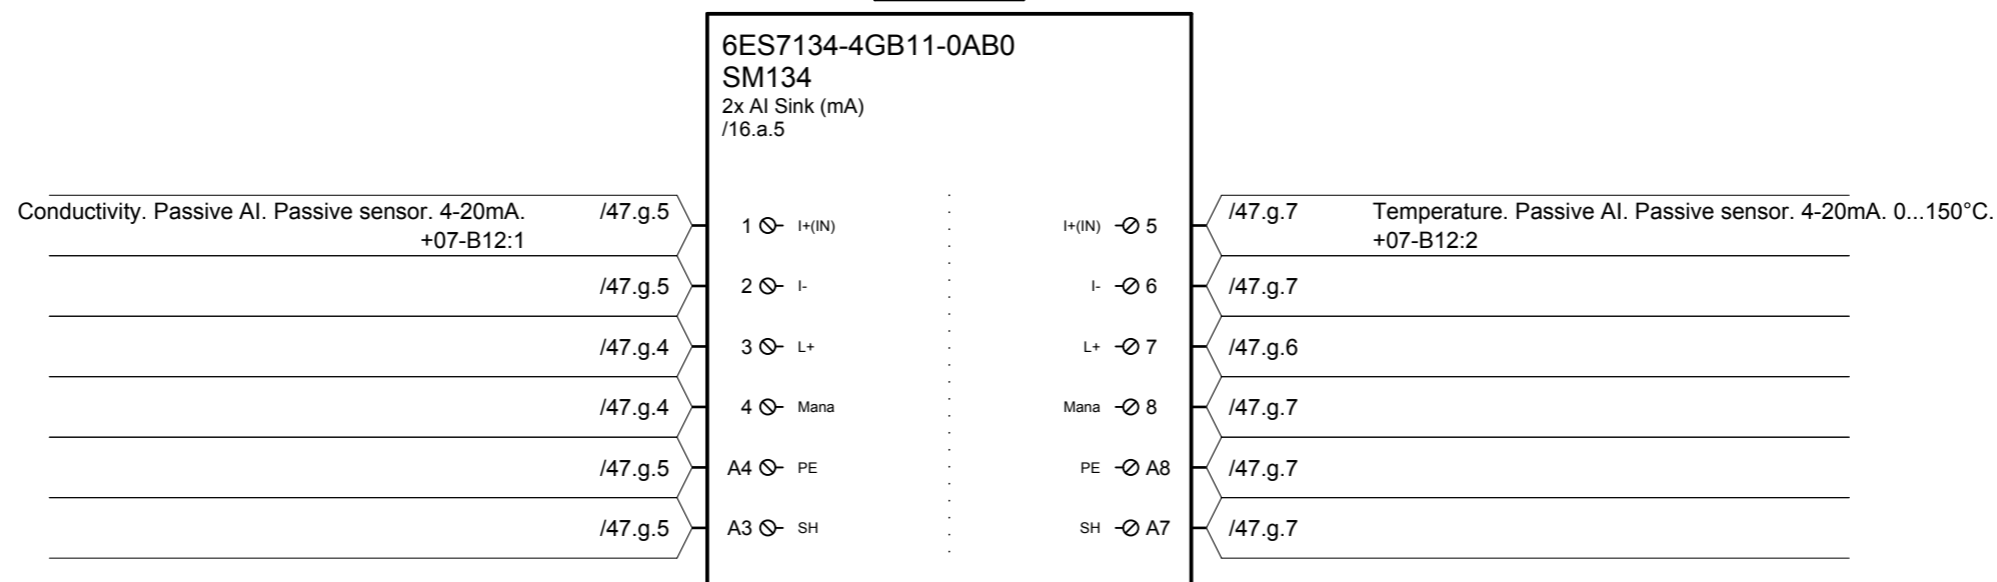 6ES7134-4GB11-0AB0
SM134
2x AI Sink (mA)
/16.a.5
Conductivity. Passive AI. Passive sensor. 4-20mA. /47.g.5 1 I+(IN) I+(IN) 5 /47.g.7 Temperature. Passive AI. Passive sensor. 4-20mA. 0...150°C.
+07-B12:1 +07-B12:2
/47.g.5 2 I- I- 6 /47.g.7
/47.g.4 3 L+ L+ 7 /47.g.6
/47.g.4 4 Mana Mana 8 /47.g.7
/47.g.5 A4 PE PE A8 /47.g.7
/47.g.5 A3 SH SH A7 /47.g.7